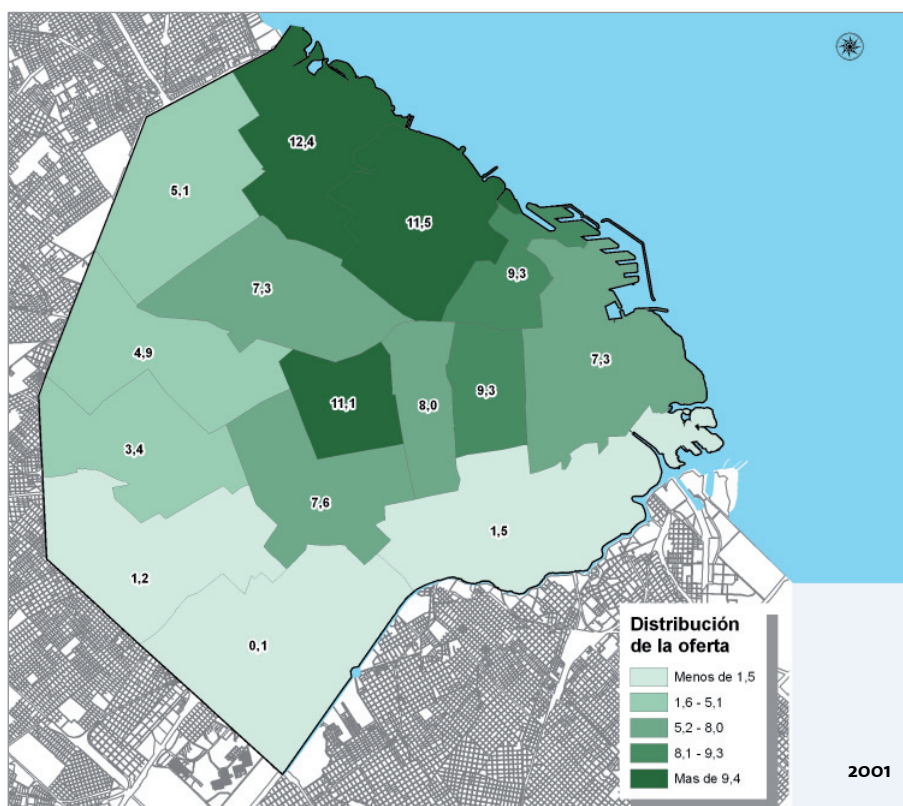 12,4
5,1
11,5
9,3
7,3
4,9
7,3
11,1
8,0
9,3
3,4
7,6
1,5
1,2
0,1
Distribución
de la oferta
Menos de 1,5
1,6 - 5,1
5,2 - 8,0
8,1 - 9,3
Mas de 9,4
2001